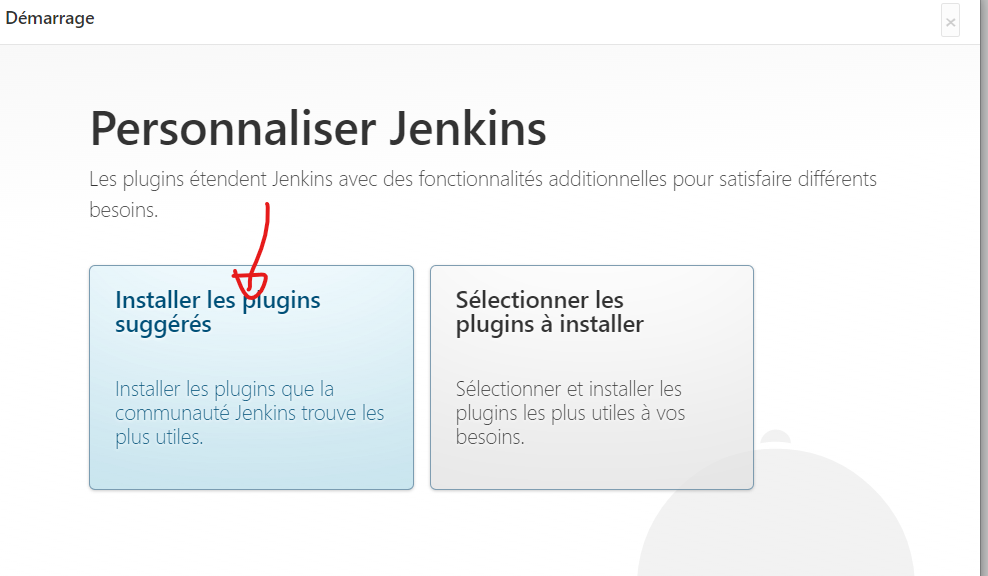 Démarrage
×
Personnaliser Jenkins
Les plugins étendent Jenkins avec des fonctionnalités additionnelles pour satisfaire différents
besoins.
Installer les plugins
suggérés
Installer les plugins que la
communauté Jenkins trouve les
plus utiles.
Sélectionner les
plugins à installer
Sélectionner et installer les
plugins les plus utiles à vos
besoins.